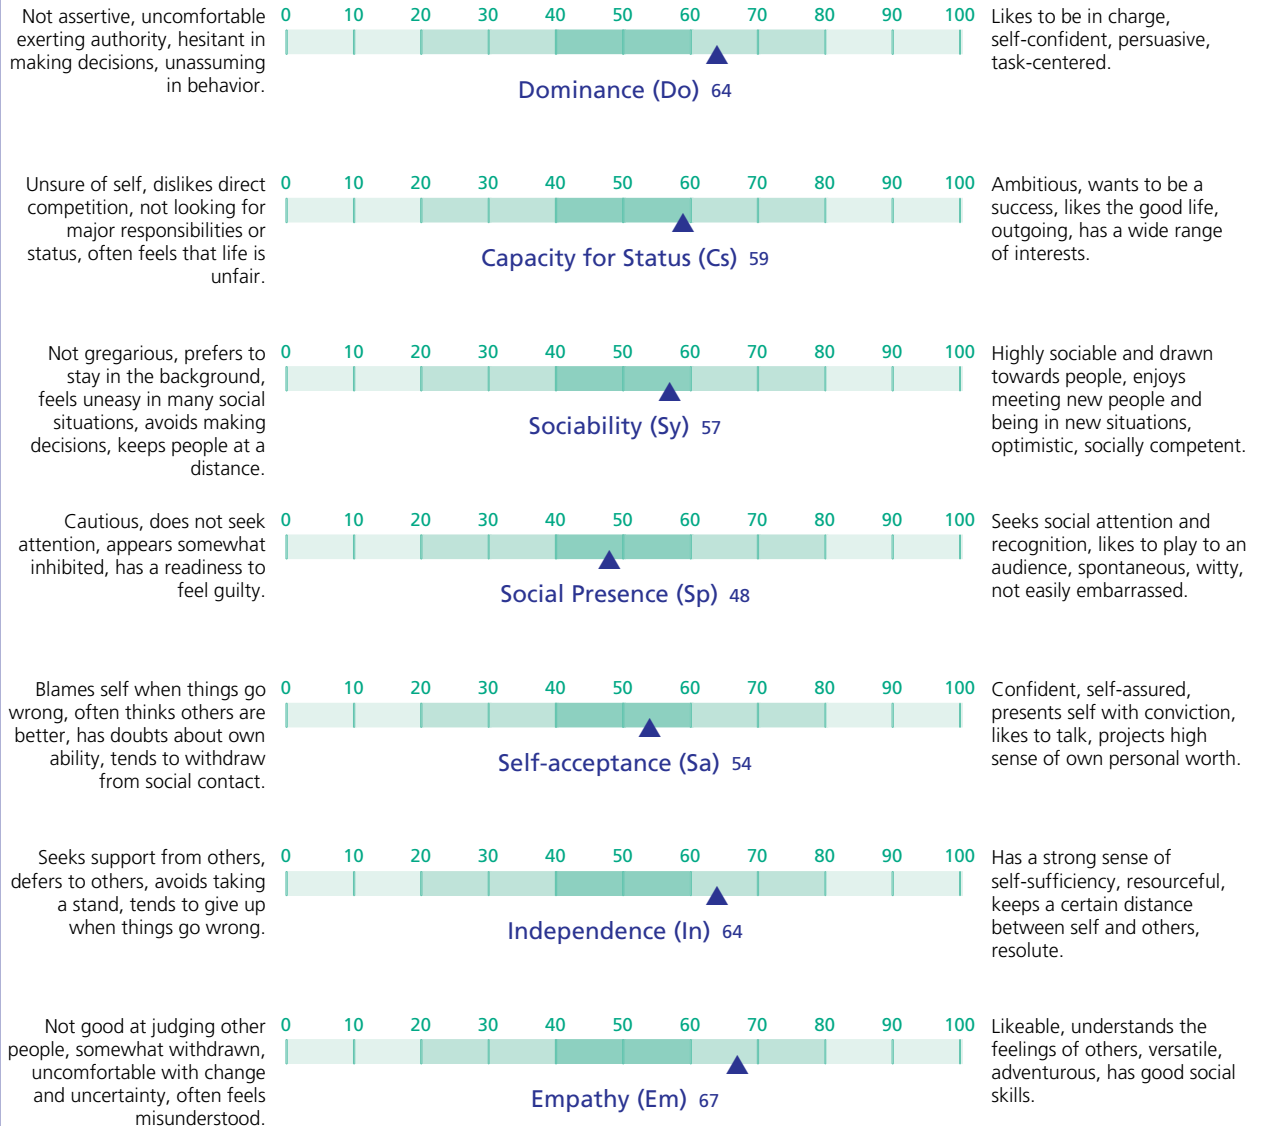 Not assertive, uncomfortable
exerting authority, hesitant in
making decisions, unassuming
in behavior.
0 10 20 30 40 50 60 70 80 90 100
Dominance (Do) 64
Likes to be in charge,
self-confident, persuasive,
task-centered.
Unsure of self, dislikes direct
competition, not looking for
major responsibilities or
status, often feels that life is
unfair.
0 10 20 30 40 50 60 70 80 90 100
Capacity for Status (Cs) 59
Ambitious, wants to be a
success, likes the good life,
outgoing, has a wide range
of interests.
Not gregarious, prefers to
stay in the background,
feels uneasy in many social
situations, avoids making
decisions, keeps people at a
distance.
0 10 20 30 40 50 60 70 80 90 100
Sociability (Sy) 57
Highly sociable and drawn
towards people, enjoys
meeting new people and
being in new situations,
optimistic, socially competent.
Cautious, does not seek
attention, appears somewhat
inhibited, has a readiness to
feel guilty.
0 10 20 30 40 50 60 70 80 90 100
Social Presence (Sp) 48
Seeks social attention and
recognition, likes to play to an
audience, spontaneous, witty,
not easily embarrassed.
Blames self when things go
wrong, often thinks others are
better, has doubts about own
ability, tends to withdraw
from social contact.
0 10 20 30 40 50 60 70 80 90 100
Self-acceptance (Sa) 54
Confident, self-assured,
presents self with conviction,
likes to talk, projects high
sense of own personal worth.
Seeks support from others,
defers to others, avoids taking
a stand, tends to give up
when things go wrong.
0 10 20 30 40 50 60 70 80 90 100
Independence (In) 64
Has a strong sense of
self-sufficiency, resourceful,
keeps a certain distance
between self and others,
resolute.
Not good at judging other
people, somewhat withdrawn,
uncomfortable with change
and uncertainty, often feels
misunderstood.
0 10 20 30 40 50 60 70 80 90 100
Empathy (Em) 67
Likeable, understands the
feelings of others, versatile,
adventurous, has good social
skills.